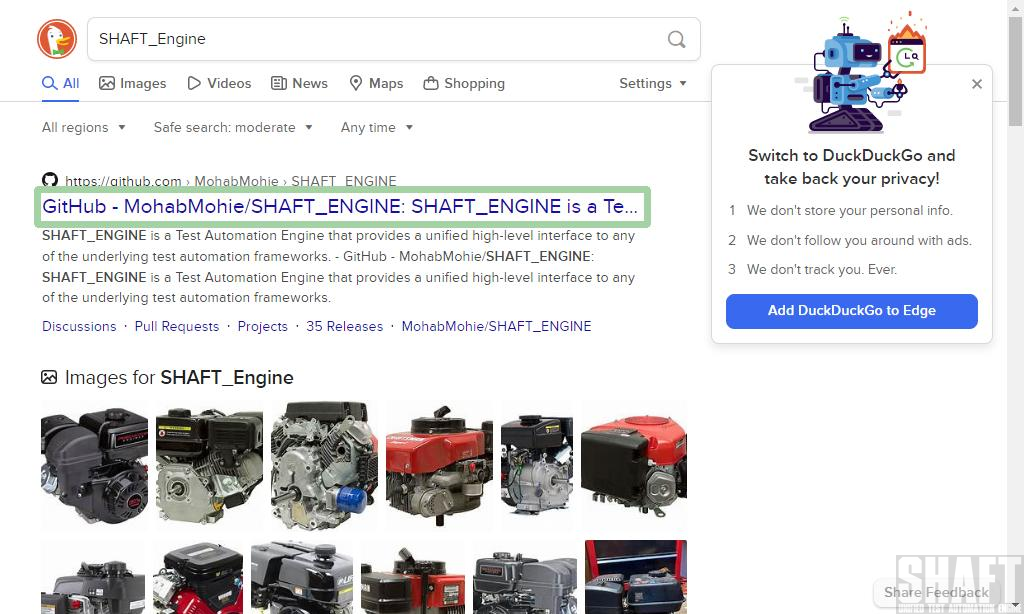 SHAFT_Engine
All
Images
Videos
News
Maps
Shopping
Settings
All regions
Safe search: moderate
Any time
https://github.com › MohabMohie › SHAFT_ENGINE
GitHub - MohabMohie/SHAFT_ENGINE: SHAFT_ENGINE is a Te...
SHAFT_ENGINE is a Test Automation Engine that provides a unified high-level interface to any
of the underlying test automation frameworks. - GitHub - MohabMohie/SHAFT_ENGINE:
SHAFT_ENGINE is a Test Automation Engine that provides a unified high-level interface to any
of the underlying test automation frameworks.
Discussions · Pull Requests · Projects · 35 Releases · MohabMohie/SHAFT_ENGINE
Images for SHAFT_Engine
Switch to DuckDuckGo and
take back your privacy!
1 We don't store your personal info.
2 We don't follow you around with ads.
3 We don't track you. Ever.
Add DuckDuckGo to Edge
SHAFT
Share Feedback